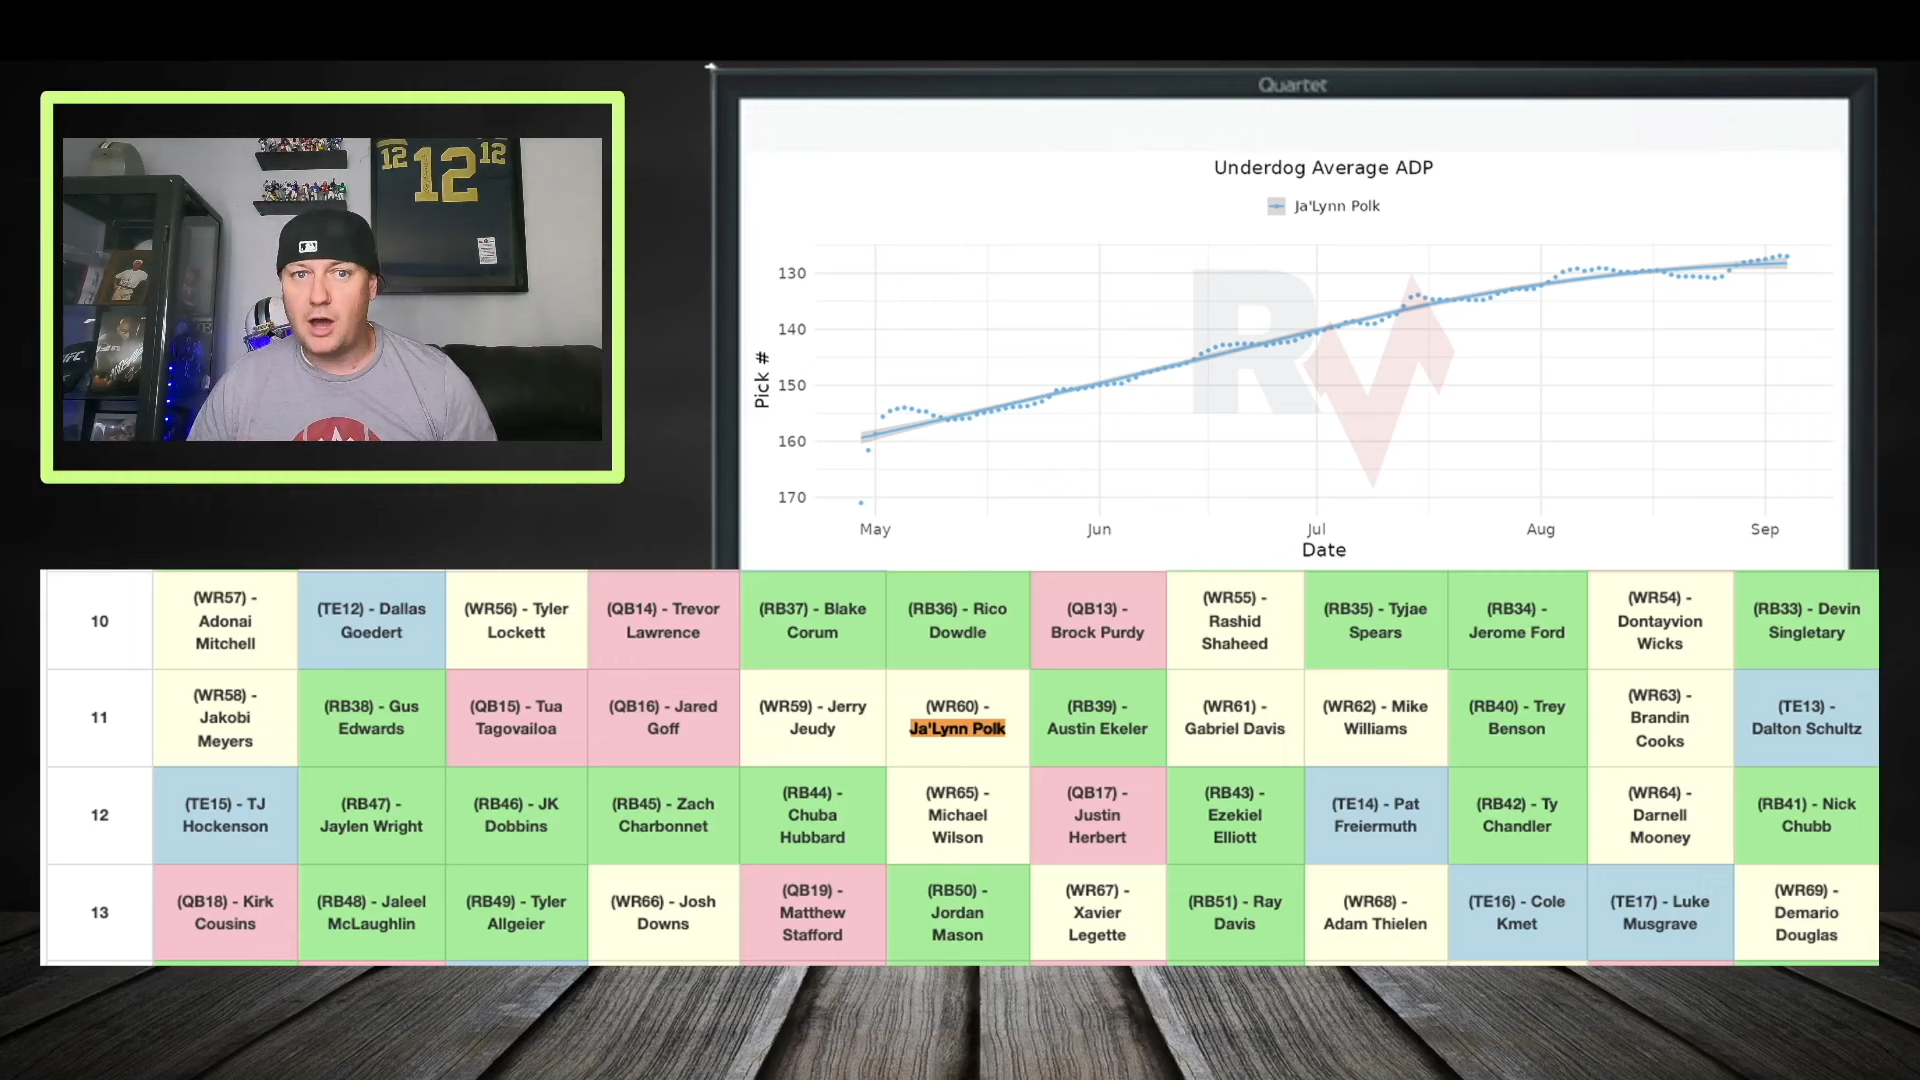 Quartet
12 12 12
UFC
Underdog Average ADP
Ja'Lynn Polk
R
130
140
150
160
170
Pick #
May Jun Jul Aug Sep
Date
10
(WR57) -
Adonai
Mitchell
(TE12) - Dallas
Goedert
(WR56) - Tyler
Lockett
(QB14) - Trevor
Lawrence
(RB37) - Blake
Corum
(RB36) - Rico
Dowdle
(QB13) -
Brock Purdy
(WR55) -
Rashid
Shaheed
(RB35) - Tyjae
Spears
(RB34) -
Jerome Ford
(WR54) -
Dontayvion
Wicks
(RB33) - Devin
Singletary
11
(WR58) -
Jakobi
Meyers
(RB38) - Gus
Edwards
(QB15) - Tua
Tagovailoa
(QB16) - Jared
Goff
(WR59) - Jerry
Jeudy
(WR60) -
Ja'Lynn Polk
(RB39) -
Austin Ekeler
(WR61) -
Gabriel Davis
(WR62) - Mike
Williams
(RB40) - Trey
Benson
(WR63) -
Brandin
Cooks
(TE13) -
Dalton Schultz
12
(TE15) - TJ
Hockenson
(RB47) -
Jaylen Wright
(RB46) - JK
Dobbins
(RB45) - Zach
Charbonnet
(RB44) -
Chuba
Hubbard
(WR65) -
Michael
Wilson
(QB17) -
Justin
Herbert
(RB43) -
Ezekiel
Elliott
(TE14) - Pat
Freiermuth
(RB42) - Ty
Chandler
(WR64) -
Darnell
Mooney
(RB41) - Nick
Chubb
13
(QB18) - Kirk
Cousins
(RB48) - Jaleel
McLaughlin
(RB49) - Tyler
Allgeier
(WR66) - Josh
Downs
(QB19) -
Matthew
Stafford
(RB50) -
Jordan
Mason
(WR67) -
Xavier
Legette
(RB51) - Ray
Davis
(WR68) -
Adam Thielen
(TE16) - Cole
Kmet
(TE17) - Luke
Musgrave
(WR69) -
Demario
Douglas